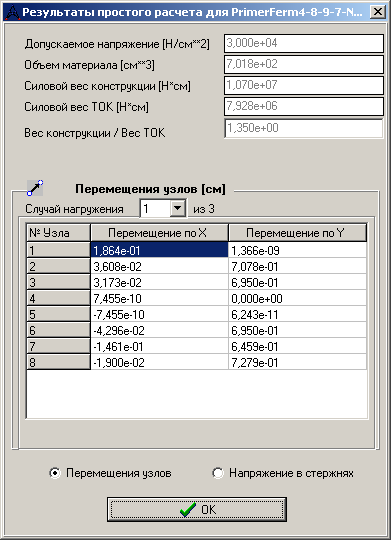 Результаты простого расчета для PrimerFerm4-8-9-7-N...
Допускаемое напряжение [Н/см**2] 3,000e+04
Объем материала [см**3] 7,018e+02
Силовой вес конструкции [Н*см] 1,070e+07
Силовой вес ТОК [Н*см] 7,928e+06
Вес конструкции / Вес ТОК 1,350e+00
Перемещения узлов [см]
Случай нагружения 1 из 3
№ Узла Перемещение по X Перемещение по Y
1 1,864e-01 1,366e-09
2 3,608e-02 7,078e-01
3 3,173e-02 6,950e-01
4 7,455e-10 0,000e+00
5 -7,455e-10 6,243e-11
6 -4,296e-02 6,950e-01
7 -1,461e-01 6,459e-01
8 -1,900e-02 7,279e-01
Перемещения узлов Напряжение в стержнях
OK